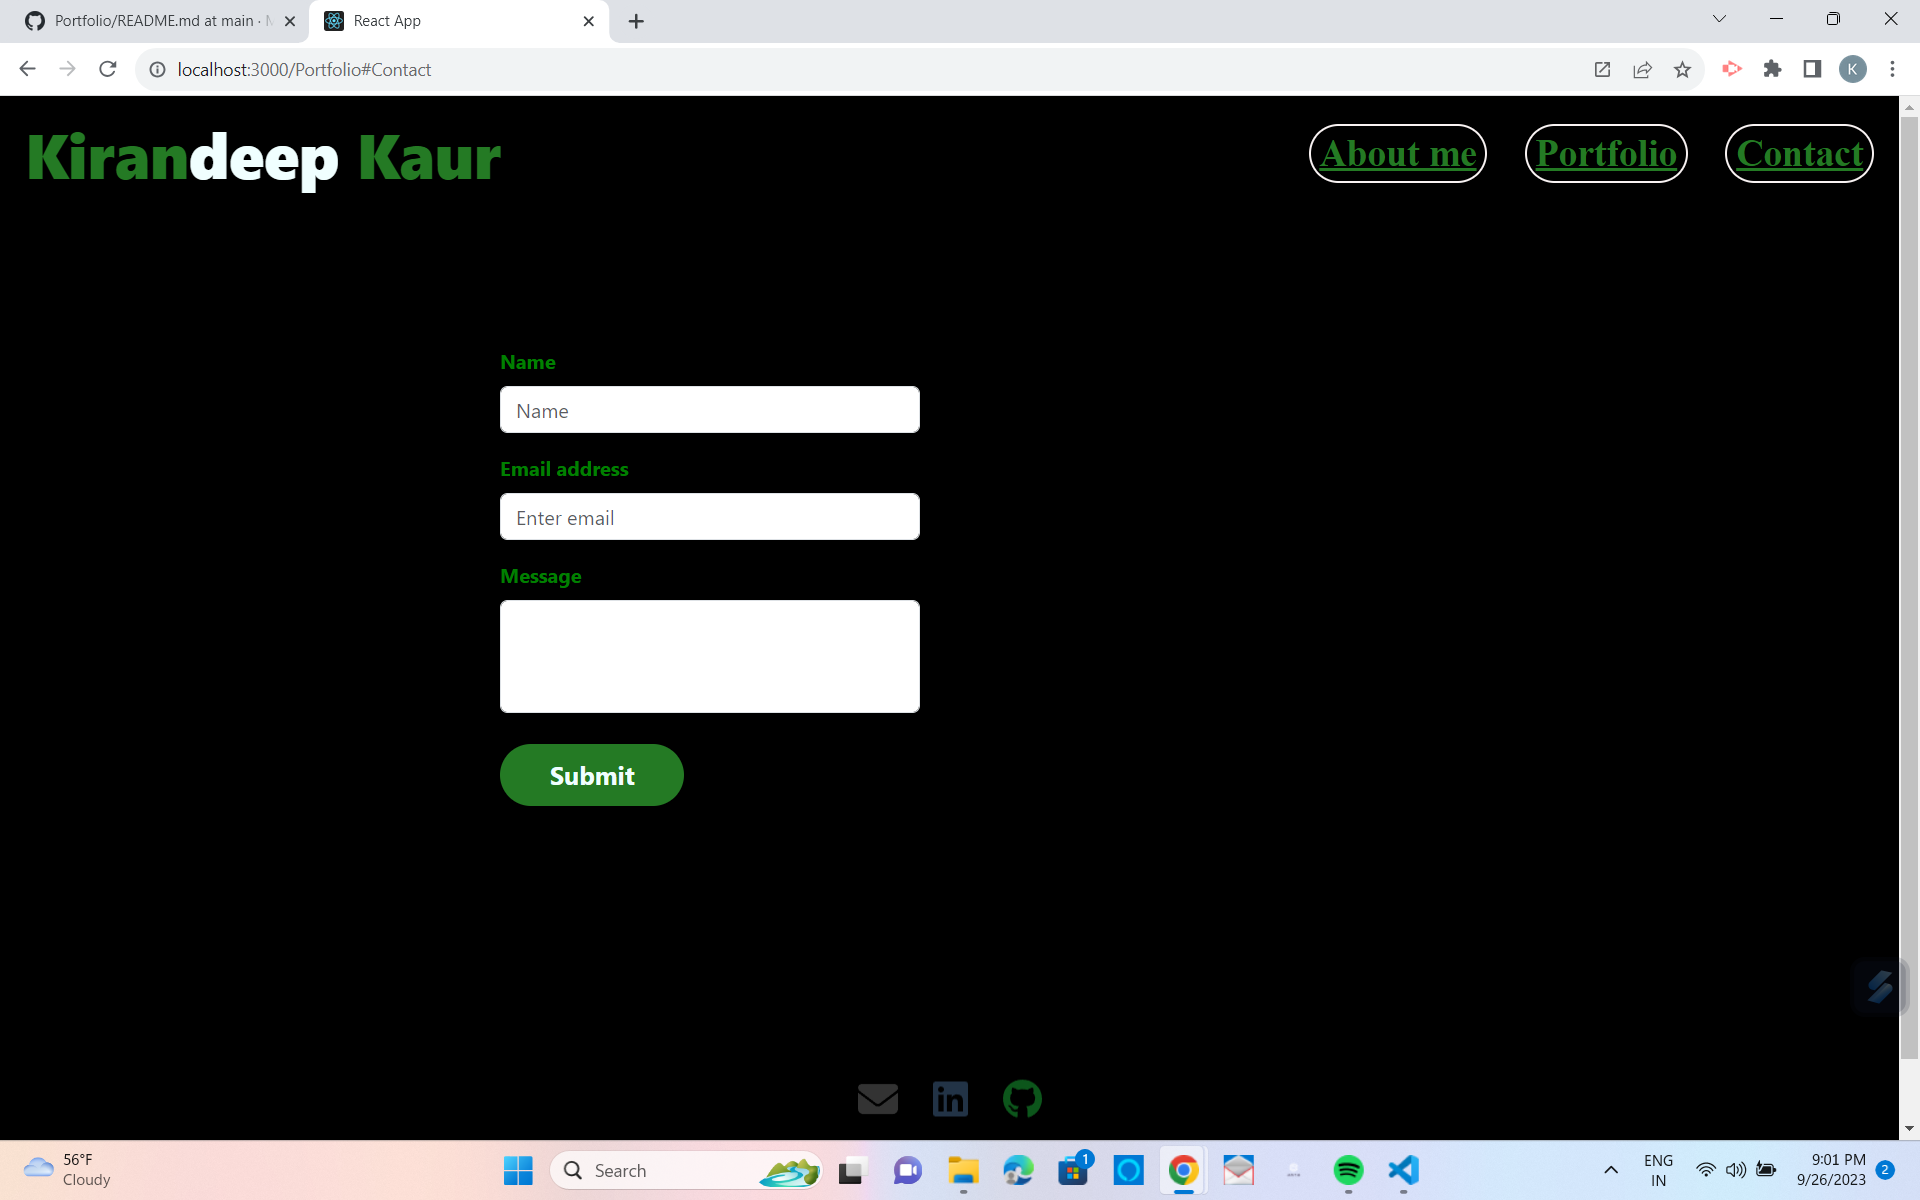 Portfolio/README.md at main ·
React App
localhost:3000/Portfolio#Contact
K
Kirandeep Kaur
About me
Portfolio
Contact
Name
Name
Email address
Enter email
Message
Submit
in
56°F
Cloudy
Search
1
ENG
IN
9:01 PM
9/26/2023
2